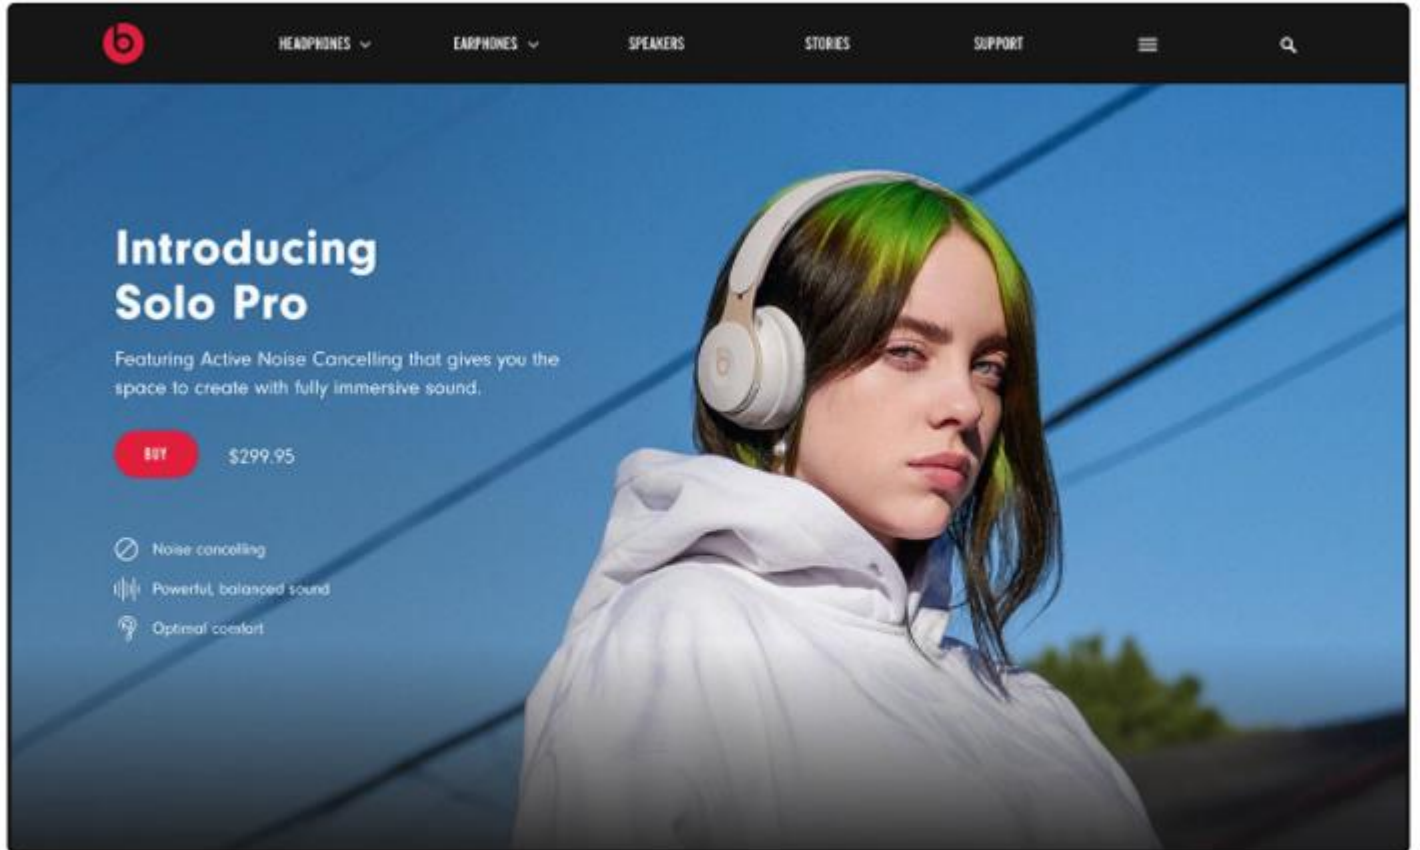 HEADPHONES
EARPHONES
SPEAKERS
STORIES
SUPPORT
Introducing
Solo Pro
Featuring Active Noise Cancelling that gives you the
space to create with fully immersive sound.
BUY
$299.95
Noise cancelling
Powerful, balanced sound
Optimal comfort